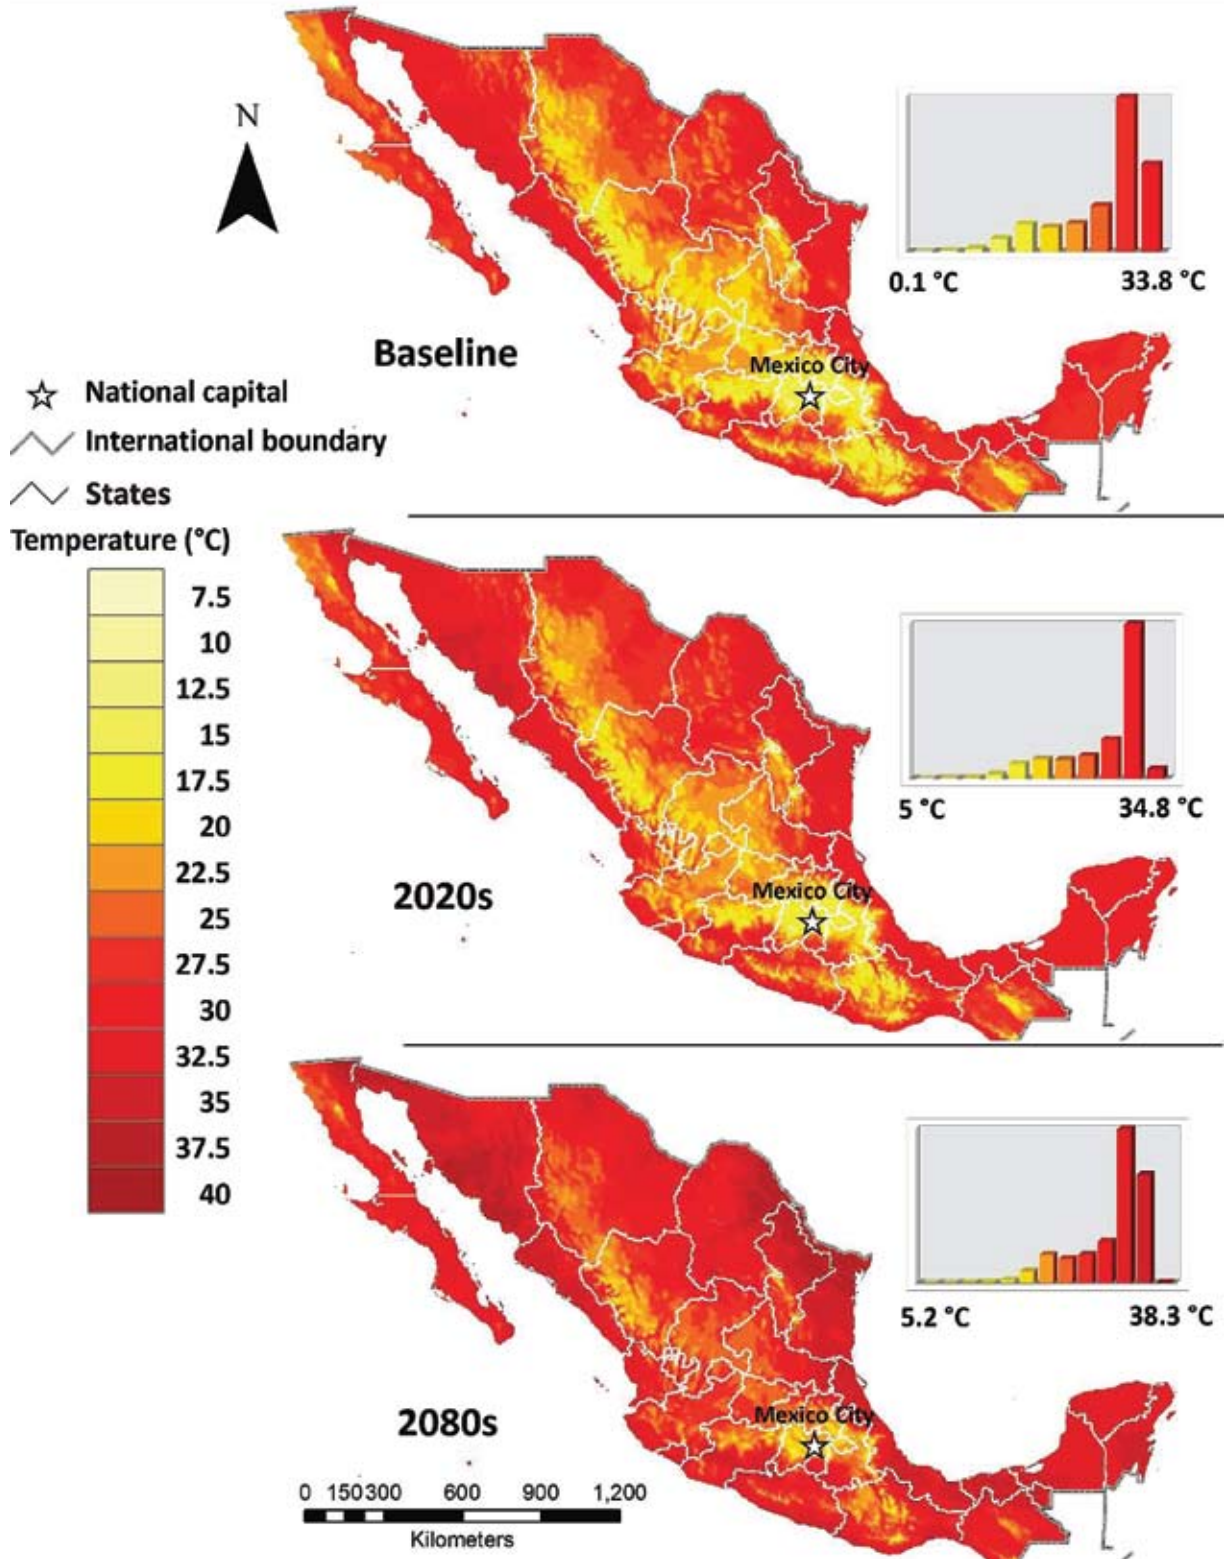 N
0.1 °C
33.8 °C
Baseline
Mexico City
National capital
International boundary
States
Temperature (°C)
7.5
10
12.5
15
17.5
20
22.5
25
27.5
30
32.5
35
37.5
40
5 °C
34.8 °C
2020s
Mexico City
5.2 °C
38.3 °C
2080s
Mexico City
0 150 300 600 900 1,200
Kilometers